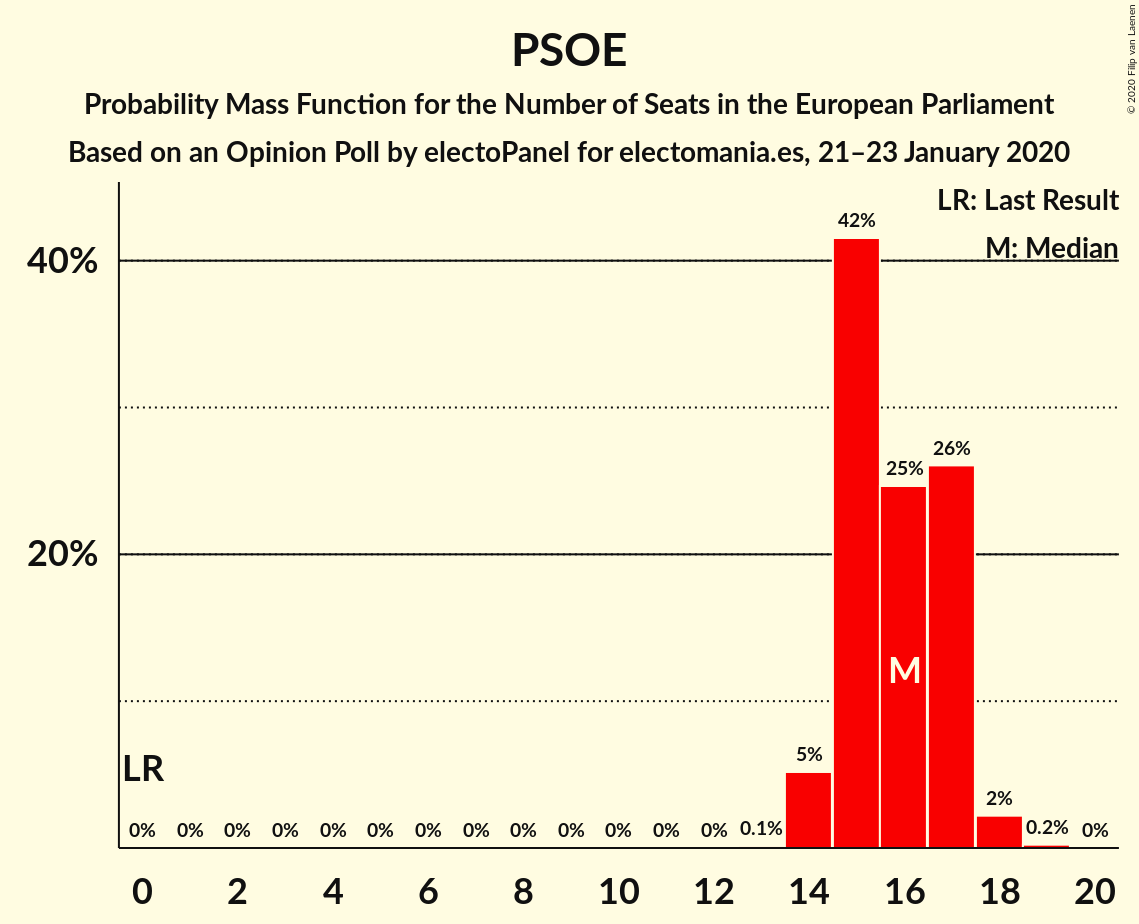 PSOE
Probability Mass Function for the Number of Seats in the European Parliament
Based on an Opinion Poll by electoPanel for electomania.es, 21–23 January 2020
© 2020 Filip van Laenen
LR: Last Result
M: Median
40%
20%
42%
26%
25%
M
5%
LR
2%
0% 0% 0% 0% 0% 0% 0% 0% 0% 0% 0% 0% 0% 0.1% 0.2% 0%
0 2 4 6 8 10 12 14 16 18 20